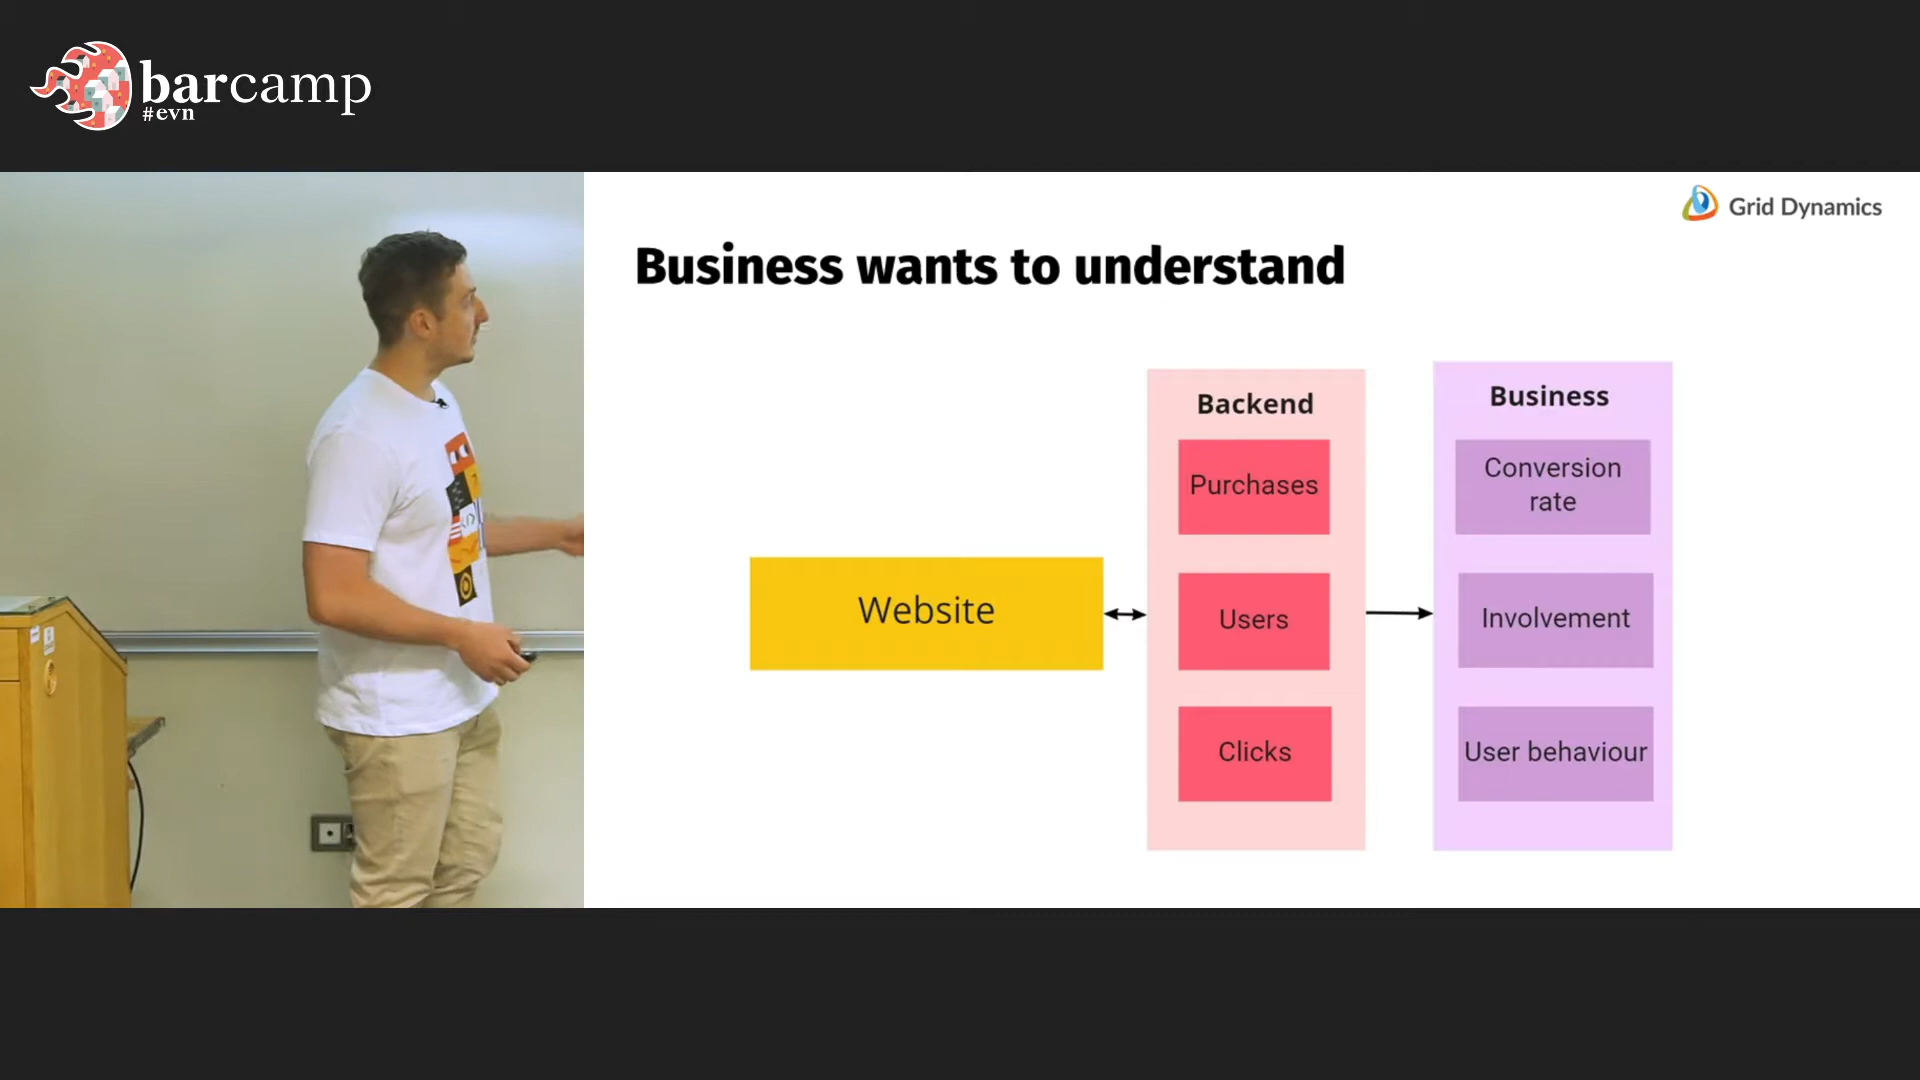 barcamp
#evn
Grid Dynamics
Business wants to understand
Website
Backend
Purchases
Users
Clicks
Business
Conversion
rate
Involvement
User behaviour